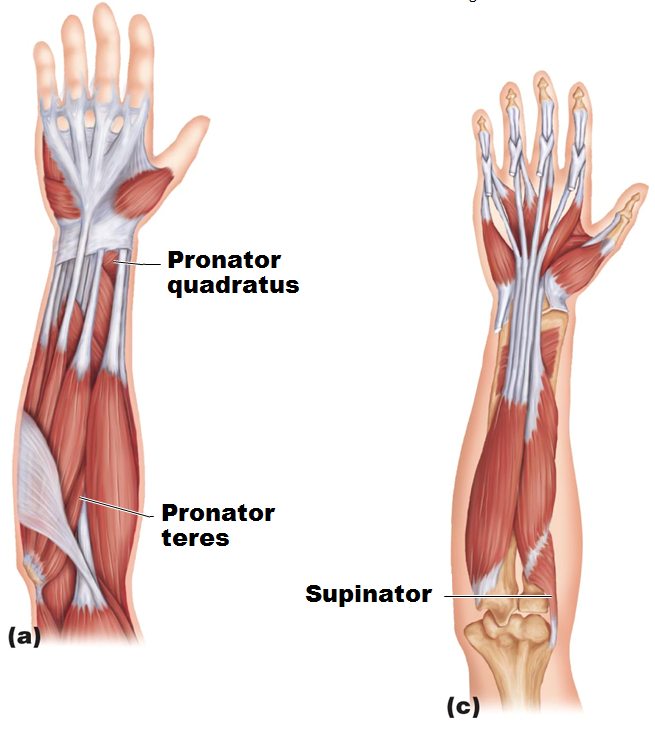 Pronator
quadratus
Pronator
teres
(a)
Supinator
(c)